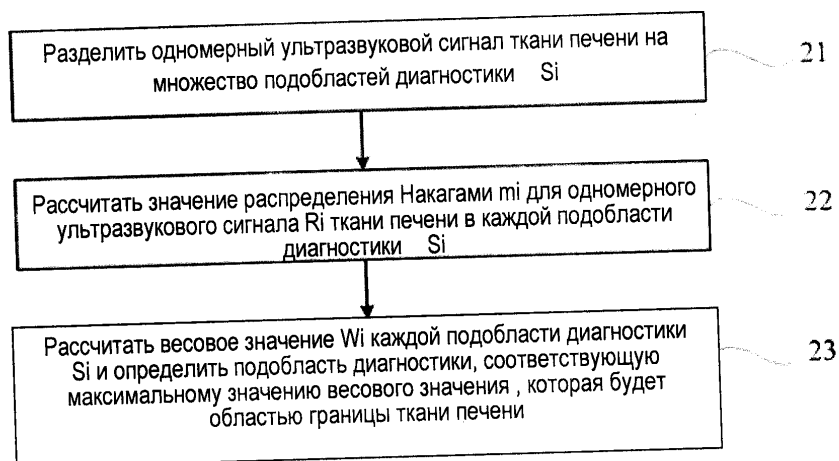 Разделить одномерный ультразвуковой сигнал ткани печени на
множество подобластей диагностики Si
21
Рассчитать значение распределения Накагами mi для одномерного
ультразвукового сигнала Ri ткани печени в каждой подобласти
диагностики Si
22
Рассчитать весовое значение Wi каждой подобласти диагностики
Si и определить подобласть диагностики, соответствующую
максимальному значению весового значения , которая будет
областью границы ткани печени
23